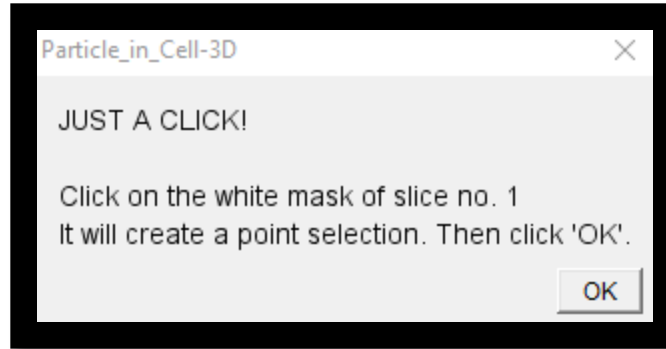 Particle_in_Cell-3D
JUST A CLICK!
Click on the white mask of slice no. 1
It will create a point selection. Then click 'OK'.
OK